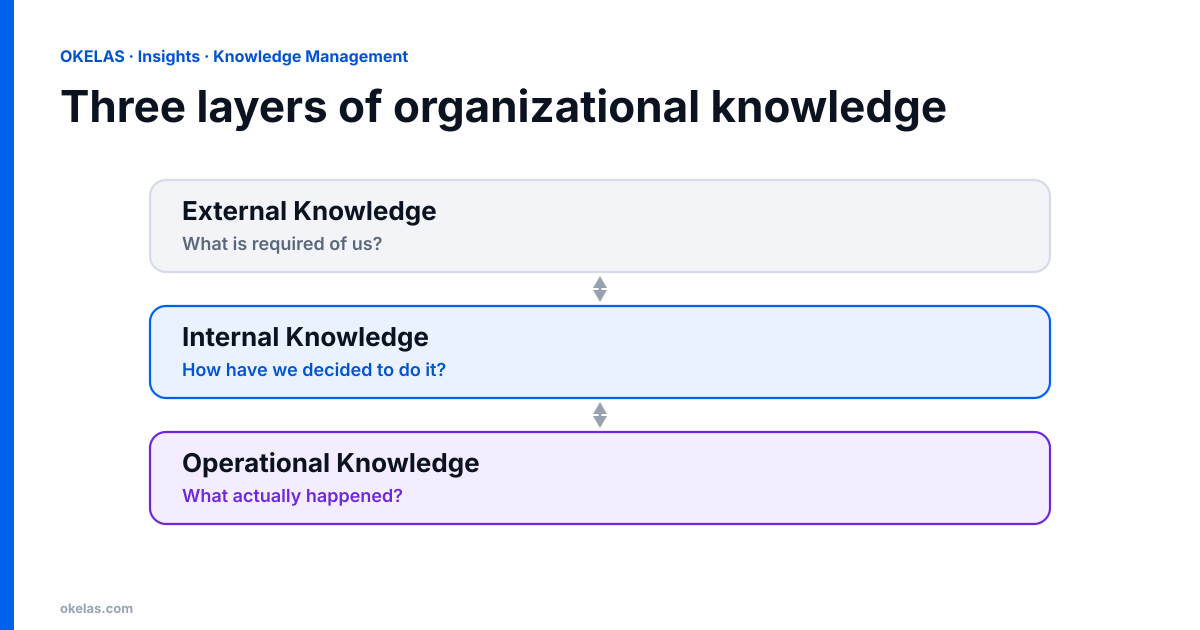 OKELAS · Insights · Knowledge Management
Three layers of organizational knowledge
External Knowledge
What is required of us?
Internal Knowledge
How have we decided to do it?
Operational Knowledge
What actually happened?
okelas.com